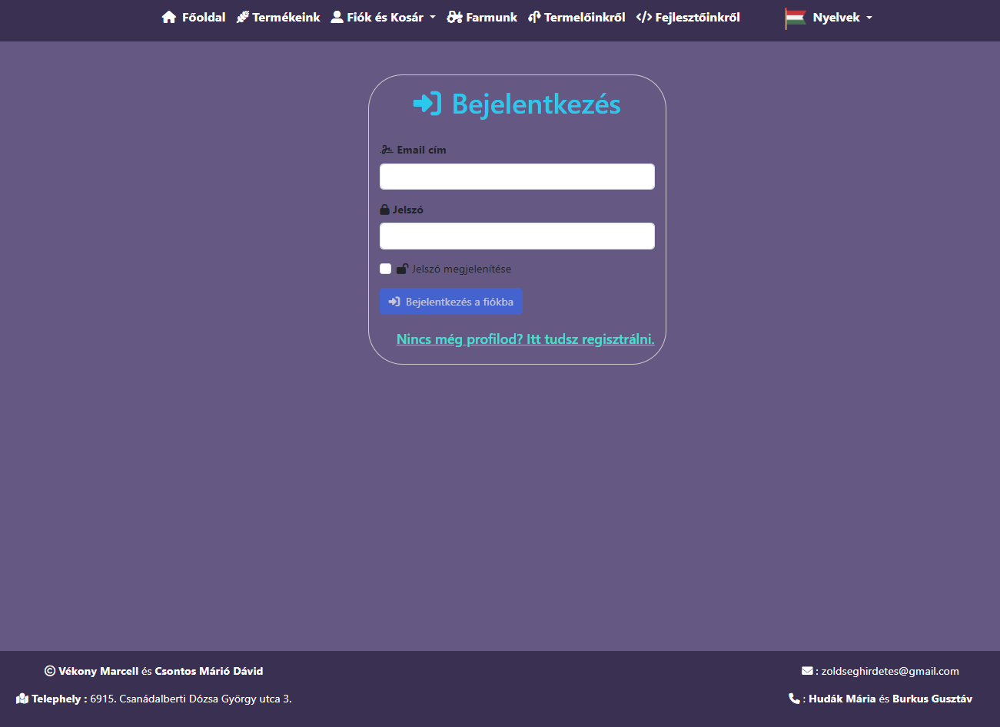 Főoldal Termékeink Fiók és Kosár Farmunk Termelőinkről Fejlesztőinkről Nyelvek
Bejelentkezés
Email cím
Jelszó
Jelszó megjelenítése
Bejelentkezés a fiókba
Nincs még profilod? Itt tudsz regisztrálni.
© Vékony Marcell és Csontos Márió Dávid
Telephely : 6915. Csanádalberti Dózsa György utca 3.
: zoldseghirdetes@gmail.com
: Hudák Mária és Burkus Gusztáv